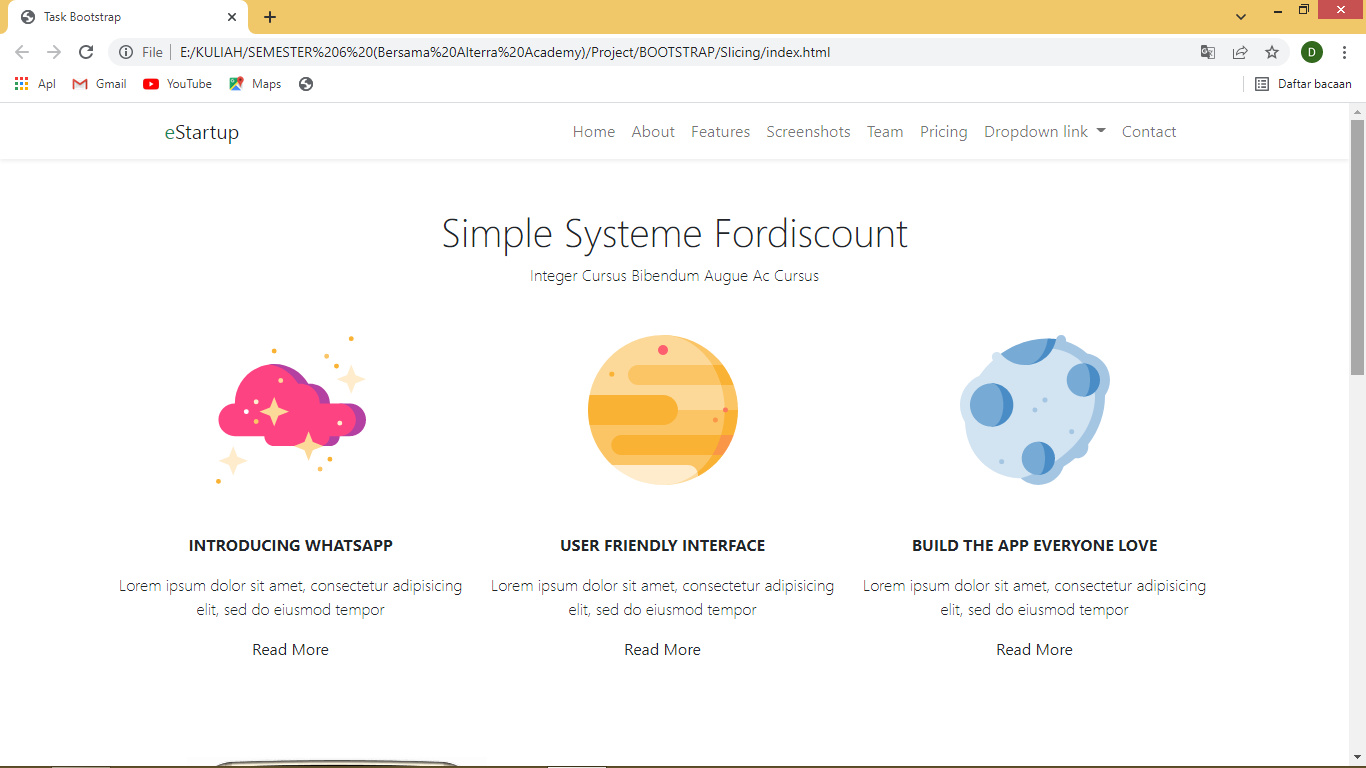 Task Bootstrap
File E:/KULIAH/SEMESTER%206%20(Bersama%20Alterra%20Academy)/Project/BOOTSTRAP/Slicing/index.html D
Apl Gmail YouTube Maps Daftar bacaan
eStartup Home About Features Screenshots Team Pricing Dropdown link Contact
Simple Systeme Fordiscount
Integer Cursus Bibendum Augue Ac Cursus
INTRODUCING WHATSAPP
Lorem ipsum dolor sit amet, consectetur adipisicing
elit, sed do eiusmod tempor
Read More
USER FRIENDLY INTERFACE
Lorem ipsum dolor sit amet, consectetur adipisicing
elit, sed do eiusmod tempor
Read More
BUILD THE APP EVERYONE LOVE
Lorem ipsum dolor sit amet, consectetur adipisicing
elit, sed do eiusmod tempor
Read More